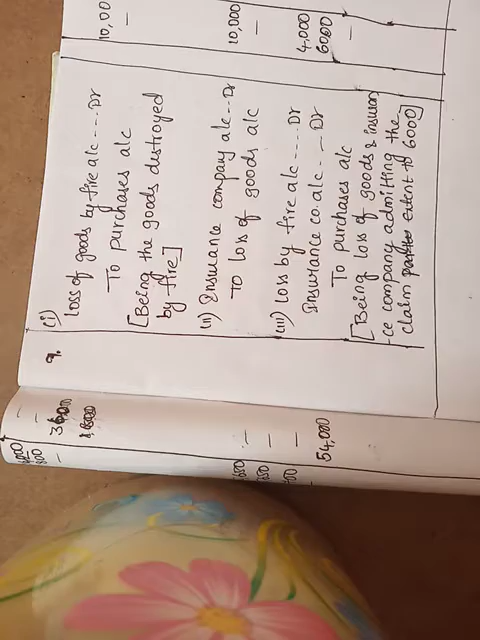 9. (i)
Loss of goods by fire a/c ---- Dr 10,00
To purchases a/c —
[Being the goods distroyed
by fire]
(ii) Insurance company a/c -- Dr 10,000
To loss of goods a/c —
(iii) Loss by fire a/c ---- Dr 4,000
Insurance co. a/c -- Dr 6000
To purchases a/c —
[Being loss of goods & insuran
-ce company admitting the
claim extent to 6000]
54,000